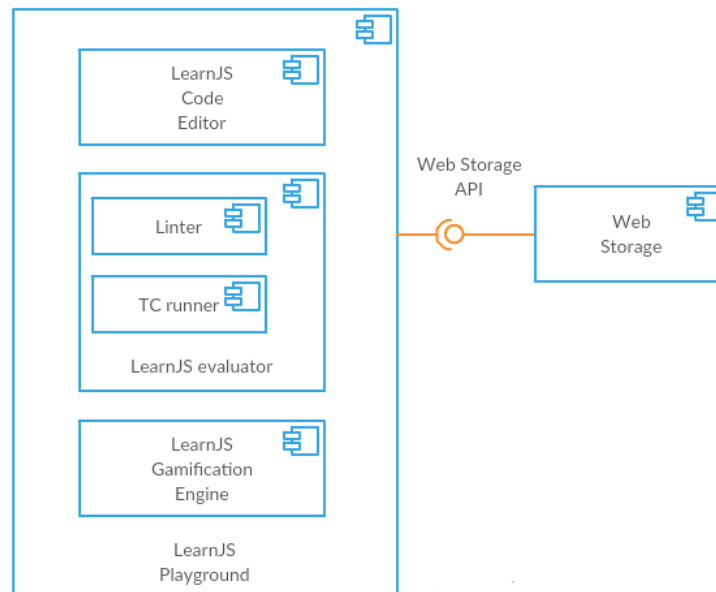 LearnJS
Code
Editor
Linter
TC runner
LearnJS evaluator
LearnJS
Gamification
Engine
LearnJS
Playground
Web Storage
API
Web
Storage